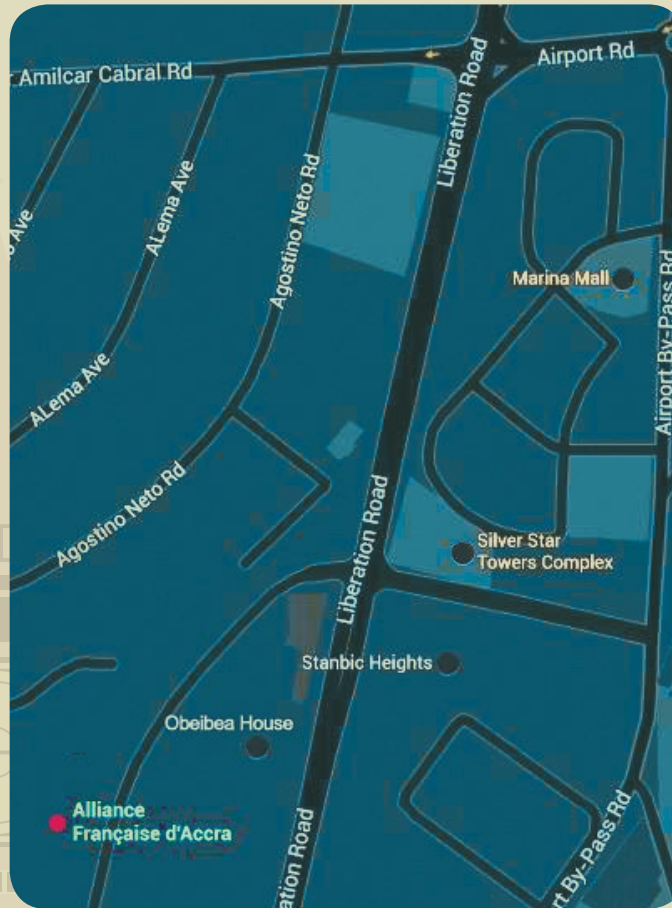 Amilcar Cabral Rd
Airport Rd
Liberation Road
ALema Ave
Ave
Agostino Neto Rd
Marina Mall
Airport By-Pass Rd
ALema Ave
Agostino Neto Rd
Liberation Road
Silver Star
Towers Complex
Stanbic Heights
Obeibea House
Alliance
Française d'Accra
ation Road
rt By-Pass Rd